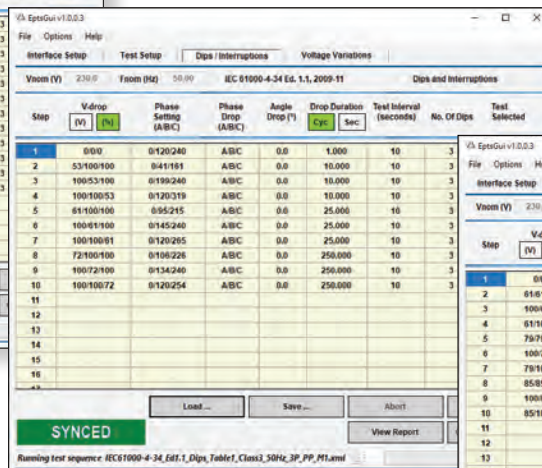 EptsGui v1.0.0.3
File Options Help
Interface Setup Test Setup Dips / Interruptions Voltage Variations
Vnom (V) 230.0 Fnom (Hz) 50.00 IEC 61000-4-34 Ed. 1.1, 2009-11 Dips and Interruptions
Step V-drop (V) (%) Phase Setting (A/B/C) Phase Drop (A/B/C) Angle Drop (°) Drop Duration Cyc Sec Test Interval (seconds) No. Of Dips Test Selected
1 0/0/0 0/120/240 A/B/C 0.0 1.000 10 3
2 53/100/100 0/41/161 A/B/C 0.0 10.000 10 3
3 100/53/100 0/199/240 A/B/C 0.0 10.000 10 3
4 100/100/53 0/120/319 A/B/C 0.0 10.000 10 3
5 61/100/100 0/95/215 A/B/C 0.0 25.000 10 3
6 100/61/100 0/145/240 A/B/C 0.0 25.000 10 3
7 100/100/61 0/120/265 A/B/C 0.0 25.000 10 3
8 72/100/100 0/106/226 A/B/C 0.0 250.000 10 3
9 100/72/100 0/134/240 A/B/C 0.0 250.000 10 3
10 100/100/72 0/120/254 A/B/C 0.0 250.000 10 3
11
12
13
14
15
16
Load ... Save ... Abort
SYNCED View Report
Running test sequence IEC61000-4-34_Ed1.1_Dips_Table1_Class3_50Hz_3P_PP_M1.xml
EptsGui v1.0.0.3
File Options
Interface Setup
Vnom (V) 230
Step (V)
1
2
3
4
5
6
7
8
9
10
11
12
13